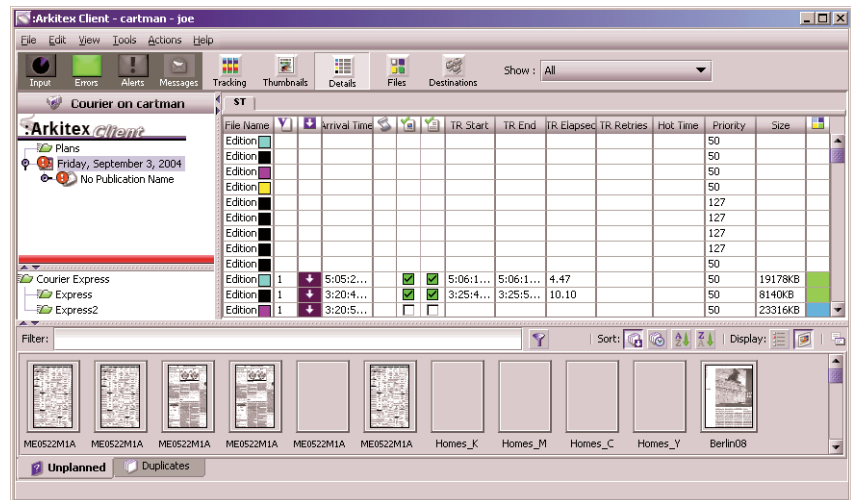 :Arkitex Client - cartman - joe
File Edit View Tools Actions Help
Input Errors Alerts Messages Tracking Thumbnails Details Files Destinations Show : All
Courier on cartman
:Arkitex Client
Plans
Friday, September 3, 2004
No Publication Name
Courier Express
Express
Express2
ST
File Name Arrival Time TR Start TR End TR Elapsed TR Retries Hot Time Priority Size
Edition 50
Edition 50
Edition 50
Edition 50
Edition 127
Edition 127
Edition 127
Edition 127
Edition 50
Edition 1 5:05:2... 5:06:1... 5:06:1... 4.47 50 19178KB
Edition 1 3:20:4... 3:25:4... 3:25:5... 10.10 50 8140KB
Edition 1 3:20:5... 50 23316KB
Filter: Sort: Display:
ME0522M1A ME0522M1A ME0522M1A ME0522M1A ME0522M1A ME0522M1A Homes_K Homes_M Homes_C Homes_Y Berlin08
Unplanned Duplicates